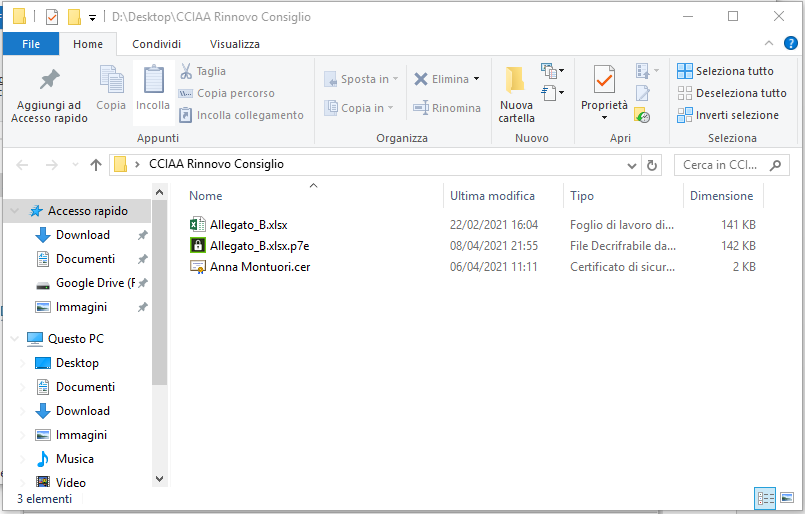 D:\Desktop\CCIAA Rinnovo Consiglio
File Home Condividi Visualizza
Aggiungi ad Accesso rapido
Copia
Incolla
Taglia
Copia percorso
Incolla collegamento
Appunti
Sposta in
Copia in
Elimina
Rinomina
Organizza
Nuova cartella
Nuovo
Proprietà
Apri
Seleziona tutto
Deseleziona tutto
Inverti selezione
Seleziona
CCIAA Rinnovo Consiglio
Cerca in CCI...
Nome Ultima modifica Tipo Dimensione
Allegato_B.xlsx 22/02/2021 16:04 Foglio di lavoro di... 141 KB
Allegato_B.xlsx.p7e 08/04/2021 21:55 File Decrifrabile da... 142 KB
Anna Montuori.cer 06/04/2021 11:11 Certificato di sicur... 2 KB
Accesso rapido
Download
Documenti
Google Drive (F
Immagini
Questo PC
Desktop
Documenti
Download
Immagini
Musica
Video
3 elementi